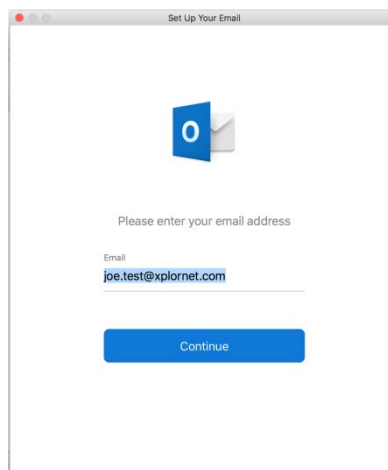 Set Up Your Email
O
Please enter your email address
Email
joe.test@xplornet.com
Continue